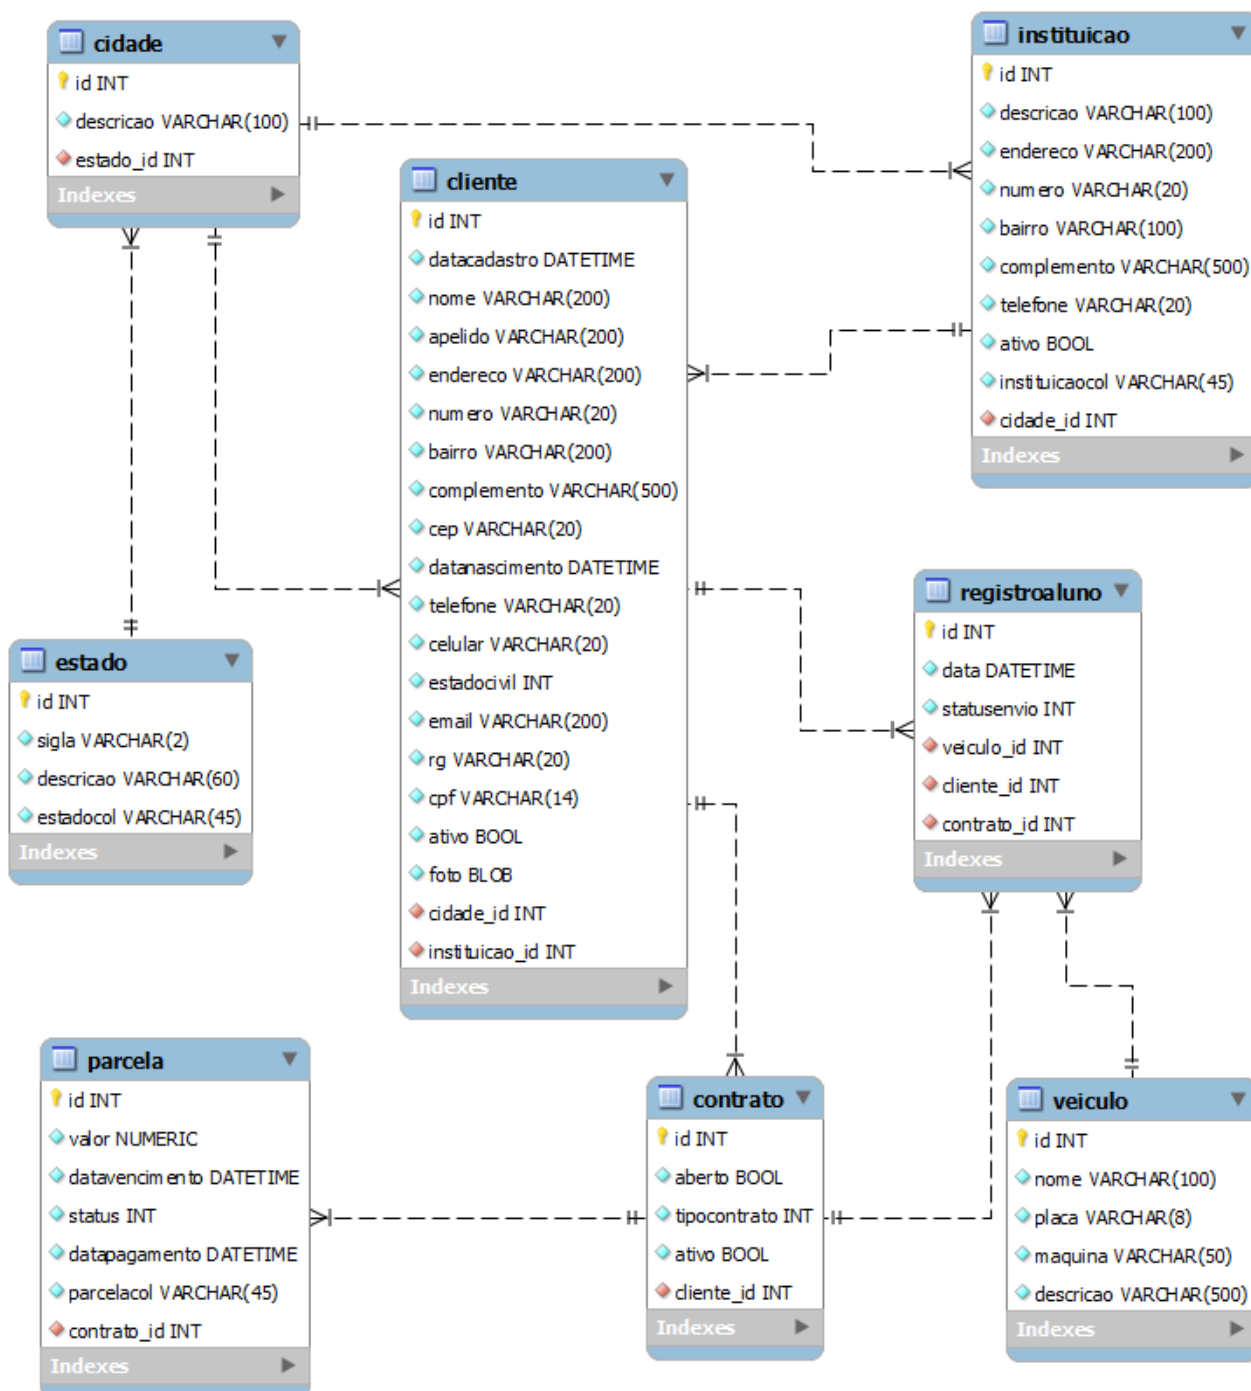 cidade
id INT
descricao VARCHAR(100)
estado_id INT
Indexes
instituicao
id INT
descricao VARCHAR(100)
endereco VARCHAR(200)
numero VARCHAR(20)
bairro VARCHAR(100)
complemento VARCHAR(500)
telefone VARCHAR(20)
ativo BOOL
instituicaocol VARCHAR(45)
cidade_id INT
Indexes
cliente
id INT
datacadastro DATETIME
nome VARCHAR(200)
apelido VARCHAR(200)
endereco VARCHAR(200)
numero VARCHAR(20)
bairro VARCHAR(200)
complemento VARCHAR(500)
cep VARCHAR(20)
datanascimento DATETIME
telefone VARCHAR(20)
celular VARCHAR(20)
estadocivil INT
email VARCHAR(200)
rg VARCHAR(20)
cpf VARCHAR(14)
ativo BOOL
foto BLOB
cidade_id INT
instituicao_id INT
Indexes
registroaluno
id INT
data DATETIME
statusenvio INT
veiculo_id INT
cliente_id INT
contrato_id INT
Indexes
estado
id INT
sigla VARCHAR(2)
descricao VARCHAR(60)
estadocol VARCHAR(45)
Indexes
parcela
id INT
valor NUMERIC
datavencimento DATETIME
status INT
datapagamento DATETIME
parcelacol VARCHAR(45)
contrato_id INT
Indexes
contrato
id INT
aberto BOOL
tipocontrato INT
ativo BOOL
cliente_id INT
Indexes
veiculo
id INT
nome VARCHAR(100)
placa VARCHAR(8)
maquina VARCHAR(50)
descricao VARCHAR(500)
Indexes